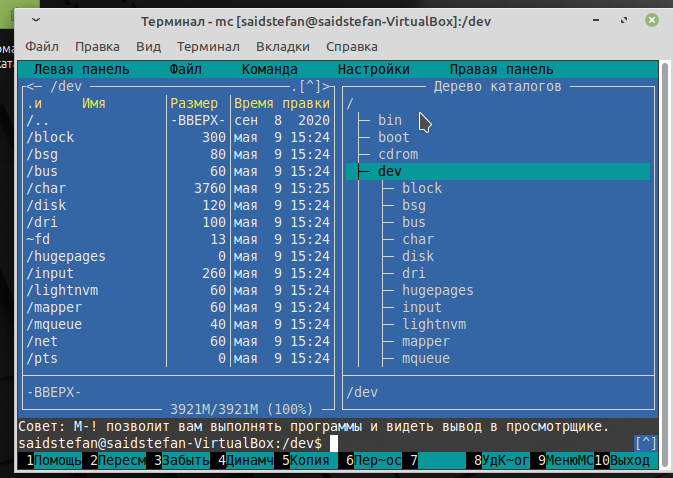 Терминал - mc [saidstefan@saidstefan-VirtualBox]:/dev
Файл Правка Вид Терминал Вкладки Справка
Левая панель Файл Команда Настройки Правая панель
<─ /dev .[^]> Дерево каталогов
.и Имя Размер Время правки /
/.. -ВВЕРХ- сен 8 2020 bin
/block 300 мая 9 15:24 boot
/bsg 80 мая 9 15:24 cdrom
/bus 60 мая 9 15:24 dev
/char 3760 мая 9 15:25 block
/disk 120 мая 9 15:24 bsg
/dri 100 мая 9 15:24 bus
~fd 13 мая 9 15:24 char
/hugepages 0 мая 9 15:24 disk
/input 260 мая 9 15:24 dri
/lightnvm 60 мая 9 15:24 hugepages
/mapper 60 мая 9 15:24 input
/mqueue 40 мая 9 15:24 lightnvm
/net 60 мая 9 15:24 mapper
/pts 0 мая 9 15:24 mqueue
-ВВЕРХ- /dev
3921M/3921M (100%)
Совет: M-! позволит вам выполнять программы и видеть вывод в просмотрщике.
saidstefan@saidstefan-VirtualBox:/dev$ [^]
1Помощь 2Пересм 3Забыть 4Динамч 5Копия 6Пер~ос 7 8УдК~ог 9МенюMC 10Выход